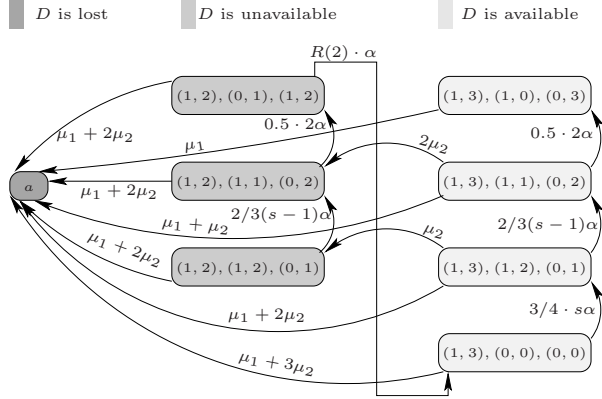 D is lost D is unavailable D is available
R(2) · α
(1, 2), (0, 1), (1, 2) (1, 3), (1, 0), (0, 3)
μ₁ + 2μ₂ 0.5 · 2α 0.5 · 2α
μ₁ 2μ₂
a (1, 2), (1, 1), (0, 2) (1, 3), (1, 1), (0, 2)
μ₁ + 2μ₂
2/3(s − 1)α μ₁ + μ₂ 2/3(s − 1)α
μ₁ + 2μ₂ μ₂
(1, 2), (1, 2), (0, 1) (1, 3), (1, 2), (0, 1)
μ₁ + 2μ₂ 3/4 · sα
(1, 3), (0, 0), (0, 0)
μ₁ + 3μ₂